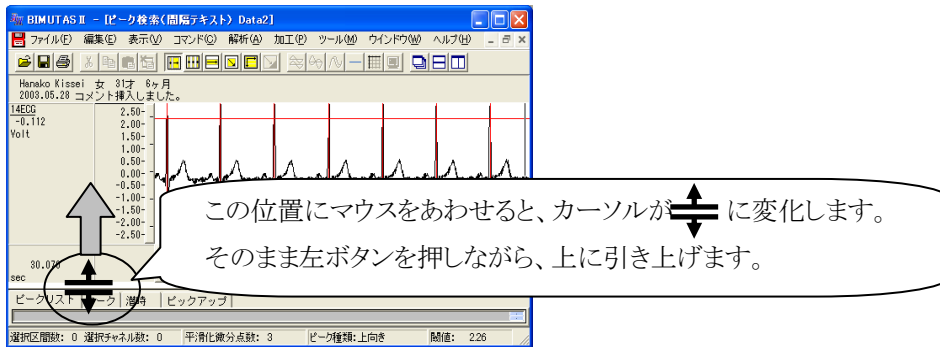 BIMUTASⅡ - [ピーク検索(間隔テキスト) Data2]
ファイル(F) 編集(E) 表示(V) コマンド(C) 解析(A) 加工(P) ツール(M) ウインドウ(W) ヘルプ(H)
Hanako Kissei 女 31才 6ヶ月
2003.05.28 コメント挿入しました。
14ECG
-0.112
Volt
2.50-
2.00-
1.50-
1.00-
0.50-
0.00-
-0.50-
-1.00-
-1.50-
-2.00-
-2.50-
この位置にマウスをあわせると、カーソルが に変化します。
そのまま左ボタンを押しながら、上に引き上げます。
30.07
sec
ピークリスト ーク 潜時 ピックアップ
選択区間数: 0 選択チャネル数: 0 平滑化微分点数: 3 ピーク種類:上向き 閾値: 2.26